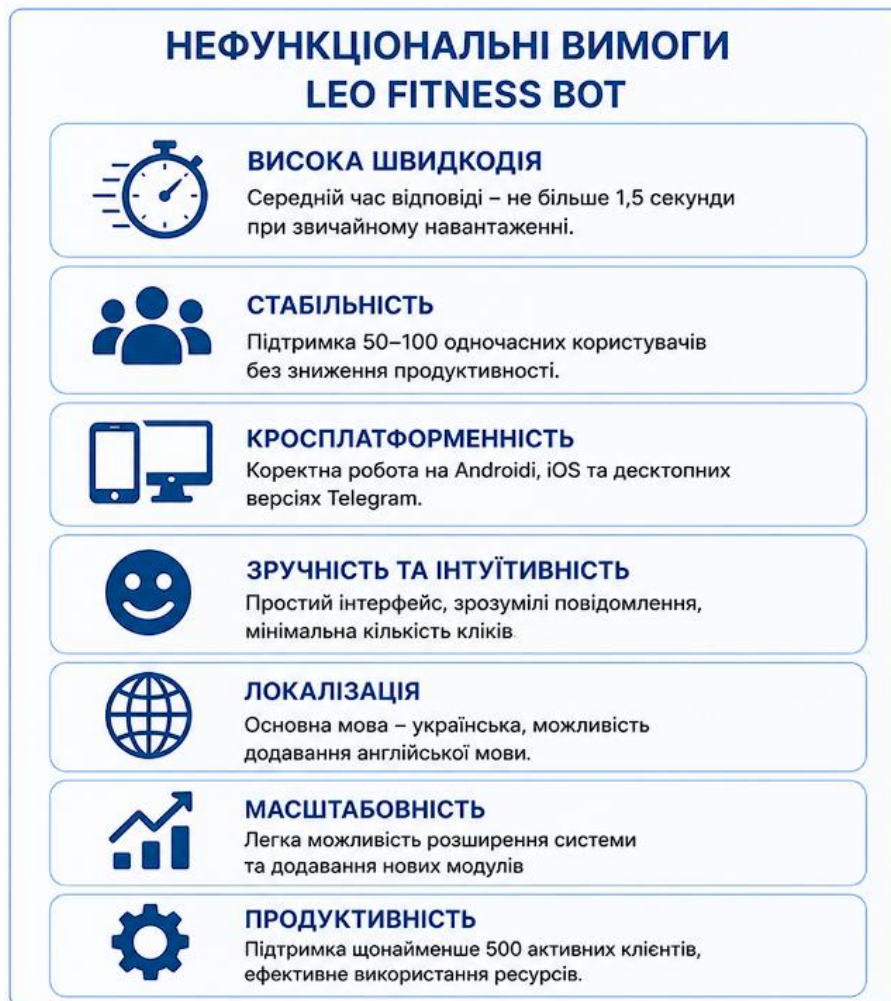 НЕФУНКЦІОНАЛЬНІ ВИМОГИ
LEO FITNESS BOT
ВИСОКА ШВИДКОДІЯ
Середній час відповіді – не більше 1,5 секунди
при звичайному навантаженні.
СТАБІЛЬНІСТЬ
Підтримка 50–100 одночасних користувачів
без зниження продуктивності.
КРОСПЛАТФОРМЕННІСТЬ
Коректна робота на Androidi, iOS та десктопних
версіях Telegram.
ЗРУЧНІСТЬ ТА ІНТУЇТИВНІСТЬ
Простий інтерфейс, зрозумілі повідомлення,
мінімальна кількість кліків
ЛОКАЛІЗАЦІЯ
Основна мова – українська, можливість
додавання англійської мови.
МАСШТАБОВНІСТЬ
Легка можливість розширення системи
та додавання нових модулів
ПРОДУКТИВНІСТЬ
Підтримка щонайменше 500 активних клієнтів,
ефективне використання ресурсів.